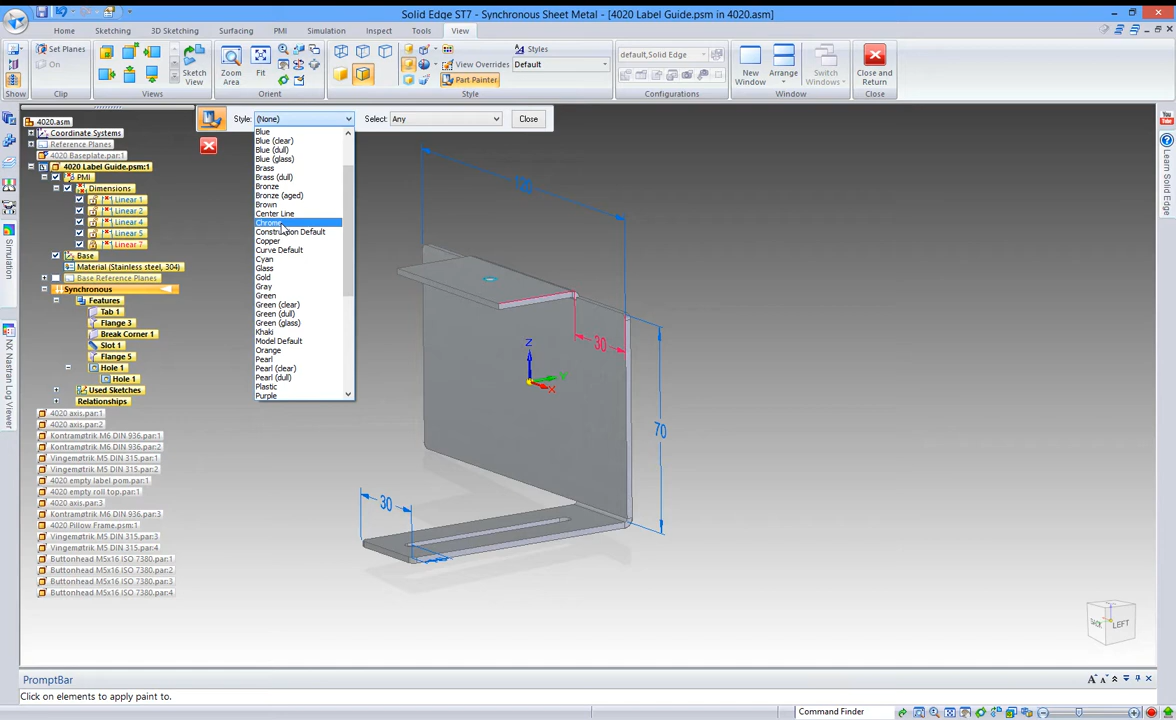 Solid Edge ST7 - Synchronous Sheet Metal - [4020 Label Guide.psm in 4020.asm]
Home
Sketching
3D Sketching
Surfacing
PMI
Simulation
Inspect
Tools
View
Set Planes
On
Show
Clip
Views
Sketch View
Zoom Area
Fit
Orient
Styles
View Overrides
Default
Part Painter
Style
default,Solid Edge
Configurations
New Window
Arrange
Switch Windows
Window
Close and Return
Close
Style:
(None)
Select:
Any
Close
4020.asm
Coordinate Systems
Reference Planes
4020 Baseplate.par:1
4020 Label Guide.psm:1
PMI
Dimensions
Linear 1
Linear 2
Linear 4
Linear 5
Linear 7
Base
Material (Stainless steel, 304)
Base Reference Planes
Synchronous
Features
Tab 1
Flange 3
Break Corner 1
Slot 1
Flange 5
Hole 1
Hole 1
Used Sketches
Relationships
4020 axis.par:1
4020 axis.par:2
Kontramøtrik M6 DIN 936.par:1
Kontramøtrik M6 DIN 936.par:2
Vingemøtrik M5 DIN 315.par:1
Vingemøtrik M5 DIN 315.par:2
4020 empty label pom.par:1
4020 empty roll top.par:1
4020 axis.par:3
Kontramøtrik M6 DIN 936.par:3
4020 Pillow Frame.psm:1
Vingemøtrik M5 DIN 315.par:3
Vingemøtrik M5 DIN 315.par:4
Buttonhead M5x16 ISO 7380.par:1
Buttonhead M5x16 ISO 7380.par:2
Buttonhead M5x16 ISO 7380.par:3
Buttonhead M5x16 ISO 7380.par:4
Blue
Blue (clear)
Blue (dull)
Blue (glass)
Brass
Brass (dull)
Bronze
Bronze (aged)
Brown
Center Line
Chrome
Construction Default
Copper
Curve Default
Cyan
Glass
Gold
Gray
Green
Green (clear)
Green (dull)
Green (glass)
Khaki
Model Default
Orange
Pearl
Pearl (clear)
Pearl (dull)
Plastic
Purple
30
70
30
Z
Y
X
BACK
LEFT
Simulation
NX Nastran Log Viewer
Learn Solid Edge
PromptBar
Click on elements to apply paint to.
Command Finder